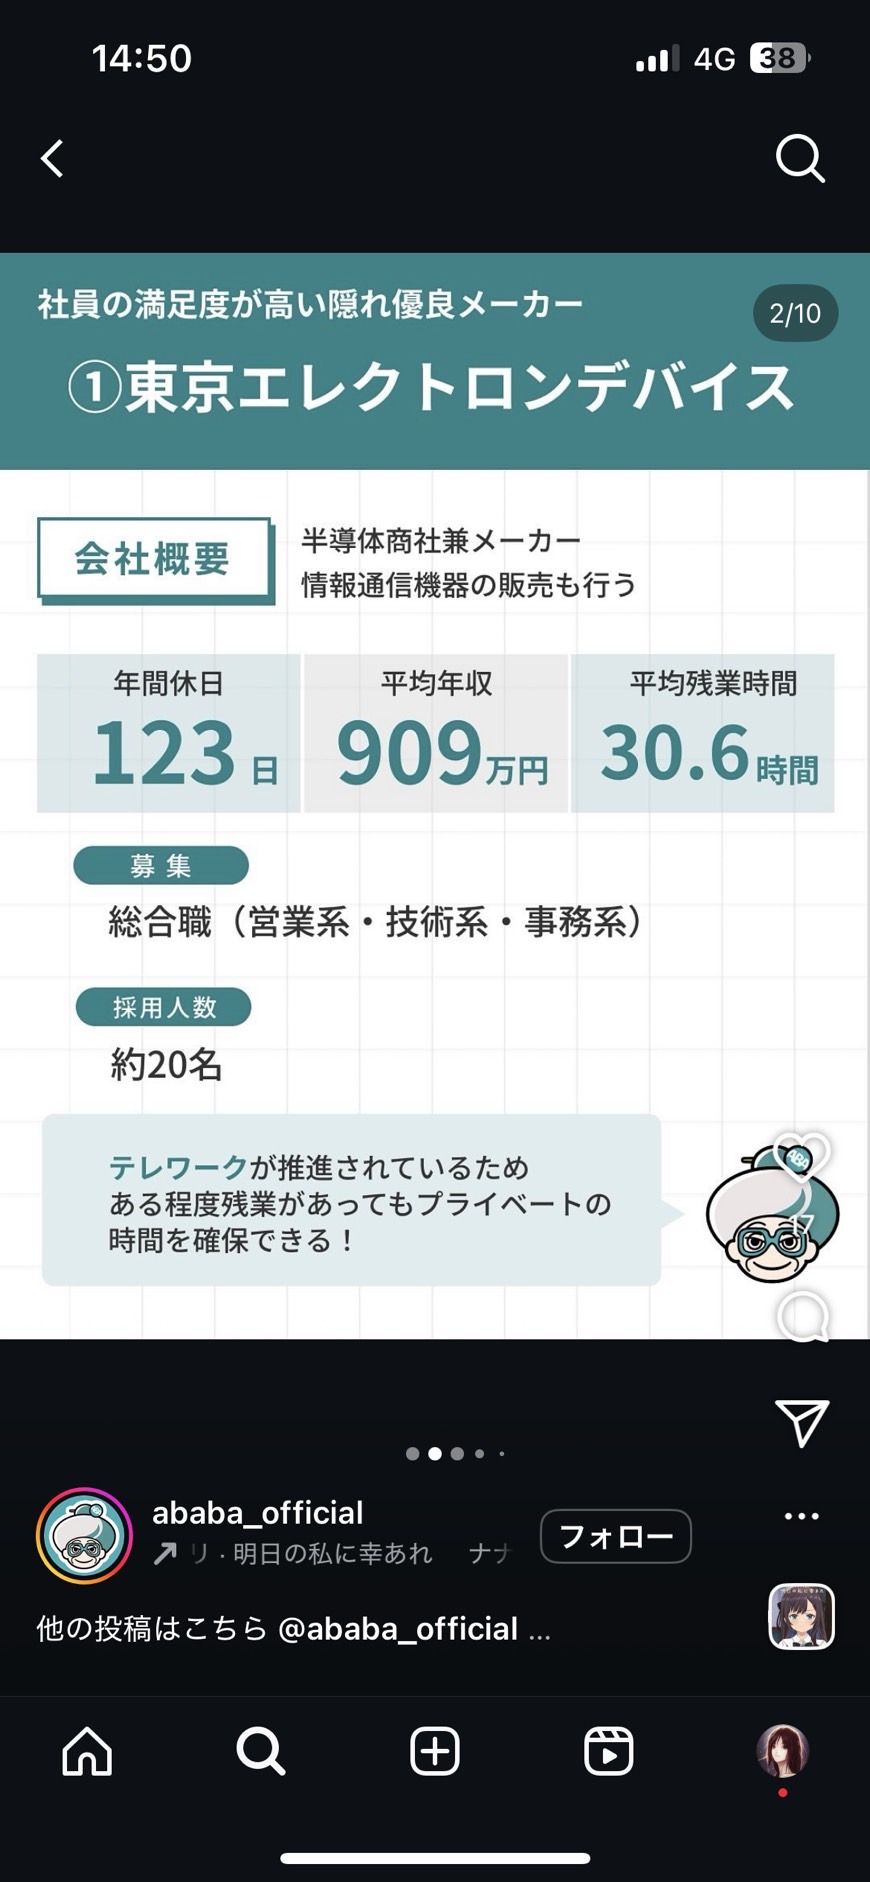 14:50
4G
38
社員の満足度が高い隠れ優良メーカー
2/10
①東京エレクトロンデバイス
会社概要
半導体商社兼メーカー
情報通信機器の販売も行う
年間休日
123日
平均年収
909万円
平均残業時間
30.6時間
募集
総合職（営業系・技術系・事務系）
採用人数
約20名
テレワークが推進されているため
ある程度残業があってもプライベートの
時間を確保できる！
ABA
17
ababa_official
リ · 明日の私に幸あれ ナナ
フォロー
他の投稿はこちら @ababa_official ...